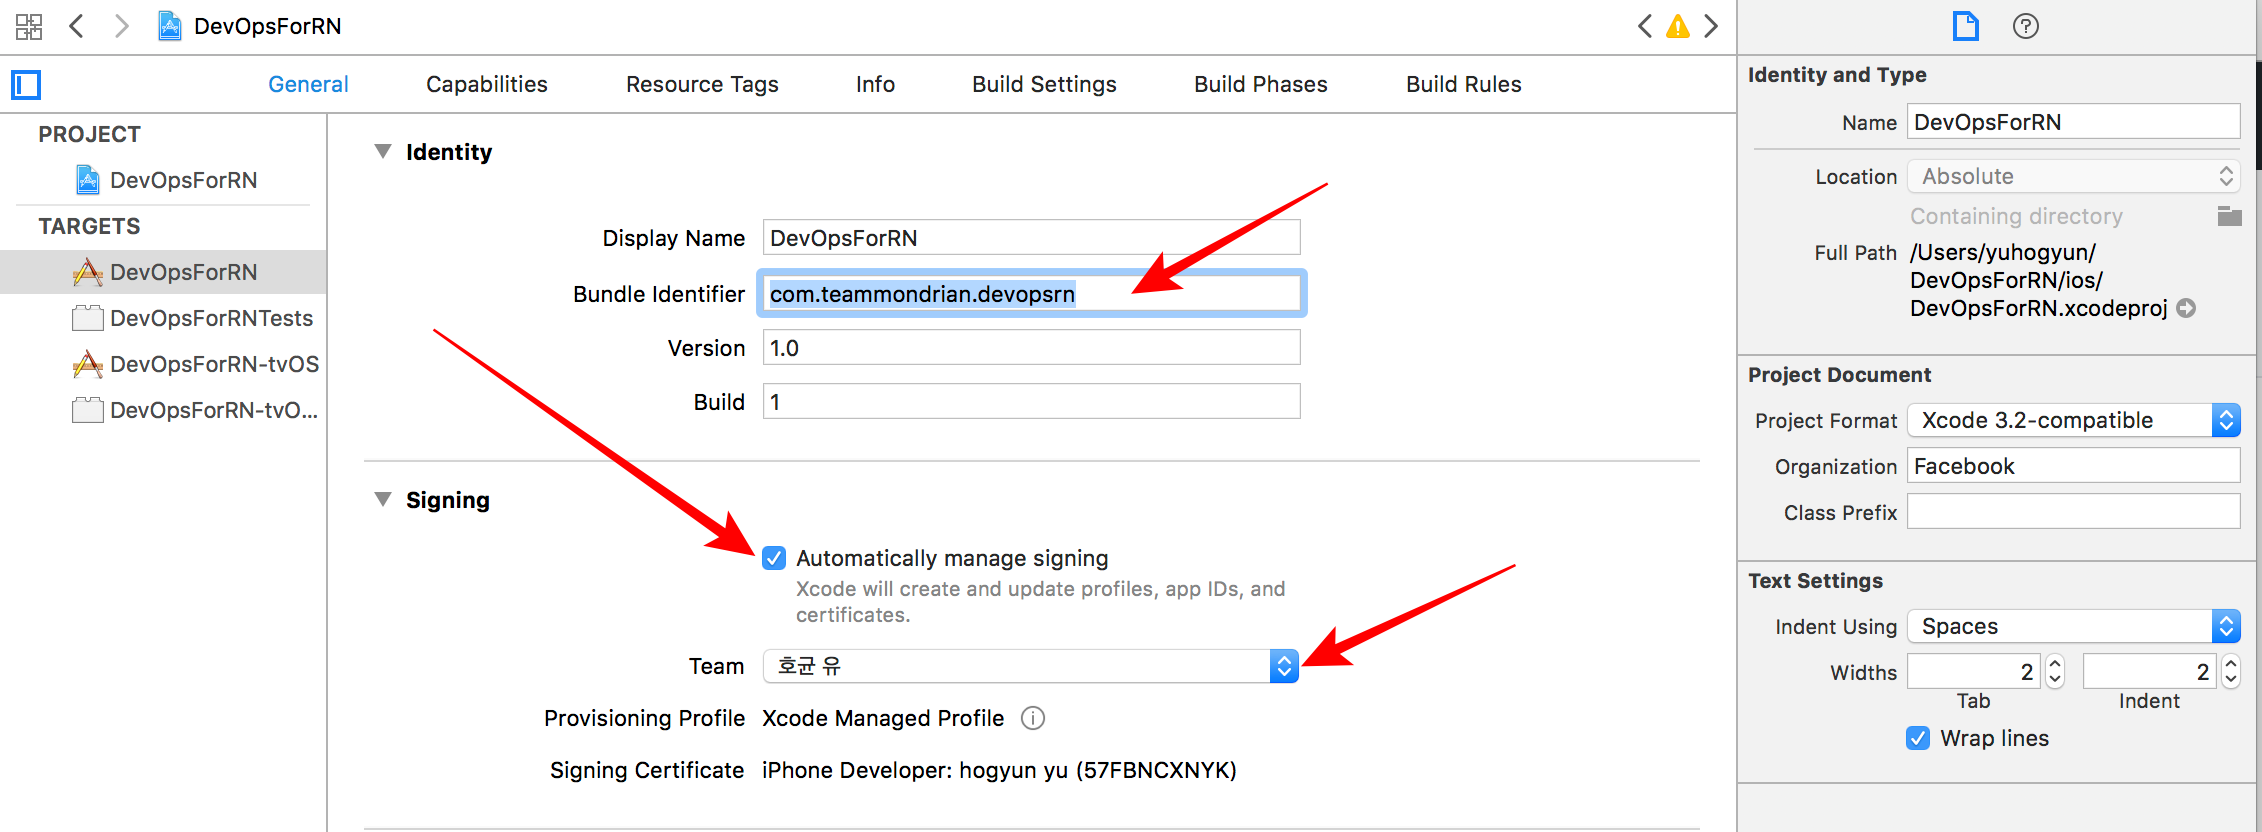 DevOpsForRN
General Capabilities Resource Tags Info Build Settings Build Phases Build Rules
PROJECT
DevOpsForRN
TARGETS
DevOpsForRN
DevOpsForRNTests
DevOpsForRN-tvOS
DevOpsForRN-tvO...
Identity
Display Name DevOpsForRN
Bundle Identifier com.teammondrian.devopsrn
Version 1.0
Build 1
Signing
Automatically manage signing
Xcode will create and update profiles, app IDs, and
certificates.
Team 호균 유
Provisioning Profile Xcode Managed Profile
Signing Certificate iPhone Developer: hogyun yu (57FBNCXNYK)
Identity and Type
Name DevOpsForRN
Location Absolute
Containing directory
Full Path /Users/yuhogyun/
DevOpsForRN/ios/
DevOpsForRN.xcodeproj
Project Document
Project Format Xcode 3.2-compatible
Organization Facebook
Class Prefix
Text Settings
Indent Using Spaces
Widths 2 2
Tab Indent
Wrap lines